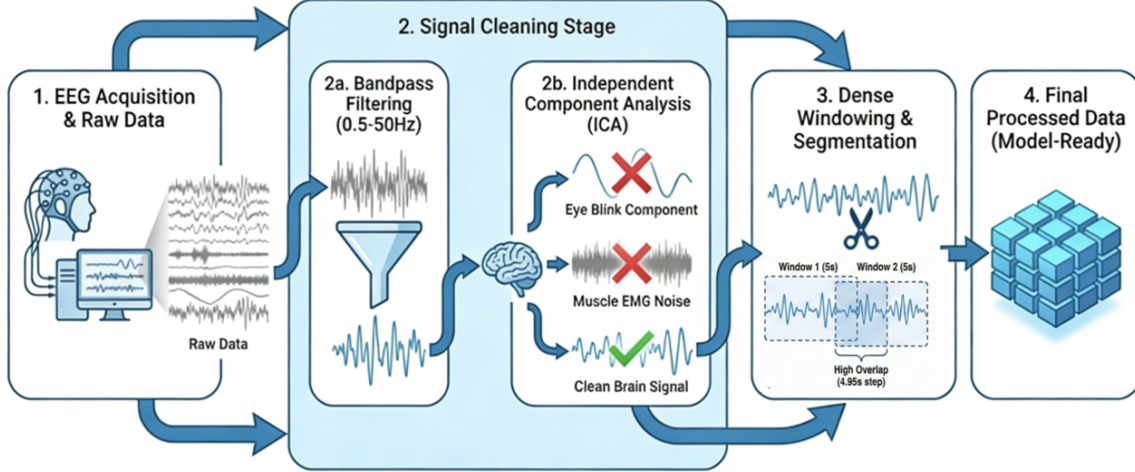 2. Signal Cleaning Stage
1. EEG Acquisition
& Raw Data
Raw Data
2a. Bandpass
Filtering
(0.5-50Hz)
2b. Independent
Component Analysis
(ICA)
Eye Blink Component
Muscle EMG Noise
Clean Brain Signal
3. Dense
Windowing &
Segmentation
Window 1 (5s)
Window 2 (5s)
High Overlap
(4.95s step)
4. Final
Processed Data
(Model-Ready)